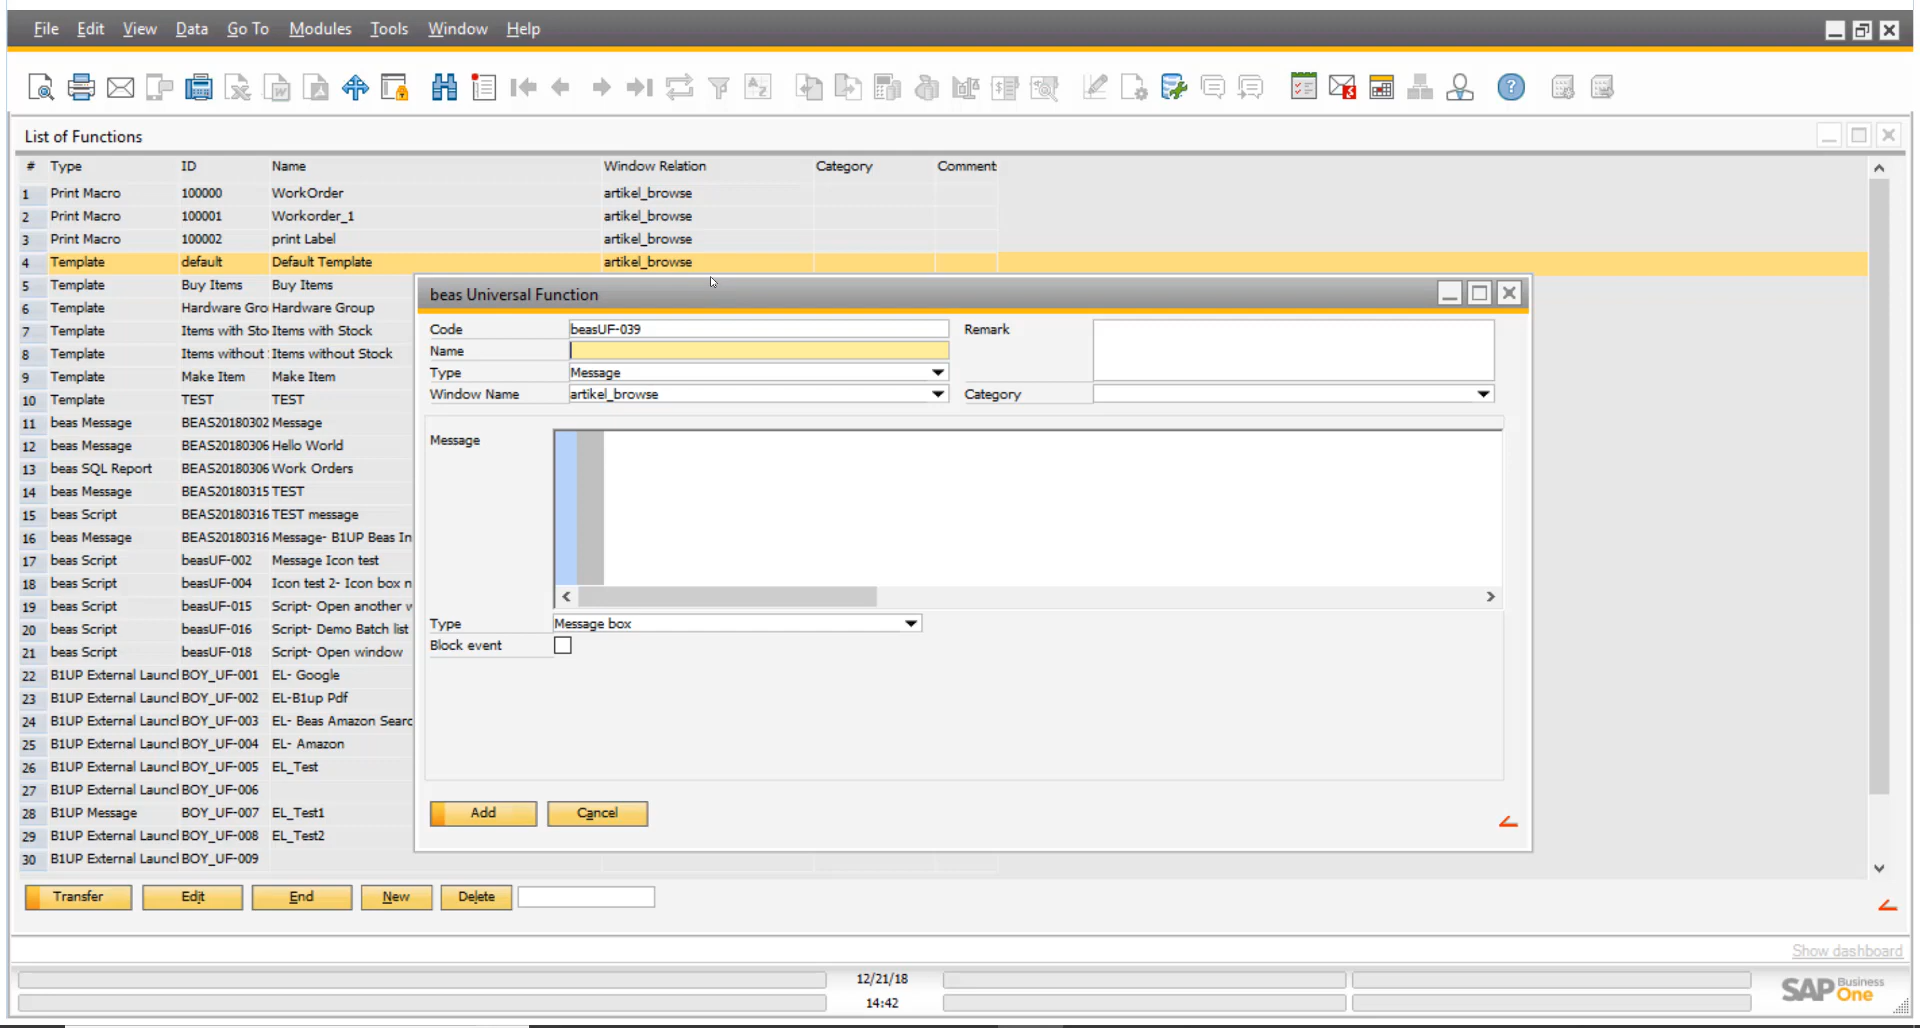 File Edit View Data Go To Modules Tools Window Help
List of Functions
# Type ID Name Window Relation Category Comment
1 Print Macro 100000 WorkOrder artikel_browse
2 Print Macro 100001 Workorder_1 artikel_browse
3 Print Macro 100002 print Label artikel_browse
4 Template default Default Template artikel_browse
5 Template Buy Items Buy Items
6 Template Hardware Gro Hardware Group
7 Template Items with Sto Items with Stock
8 Template Items without Items without Stock
9 Template Make Item Make Item
10 Template TEST TEST
11 beas Message BEAS20180302 Message
12 beas Message BEAS20180306 Hello World
13 beas SQL Report BEAS20180306 Work Orders
14 beas Message BEAS20180315 TEST
15 beas Script BEAS20180316 TEST message
16 beas Message BEAS20180316 Message- B1UP Beas In
17 beas Script beasUF-002 Message Icon test
18 beas Script beasUF-004 Icon test 2- Icon box n
19 beas Script beasUF-015 Script- Open another w
20 beas Script beasUF-016 Script- Demo Batch list
21 beas Script beasUF-018 Script- Open window
22 B1UP External Launcl BOY_UF-001 EL- Google
23 B1UP External Launcl BOY_UF-002 EL-B1up Pdf
24 B1UP External Launcl BOY_UF-003 EL- Beas Amazon Searc
25 B1UP External Launcl BOY_UF-004 EL- Amazon
26 B1UP External Launcl BOY_UF-005 EL_Test
27 B1UP External Launcl BOY_UF-006
28 B1UP Message BOY_UF-007 EL_Test1
29 B1UP External Launcl BOY_UF-008 EL_Test2
30 B1UP External Launcl BOY_UF-009
beas Universal Function
Code beasUF-039 Remark
Name
Type Message
Window Name artikel_browse Category
Message
Type Message box
Block event
Add Cancel
Transfer Edit End New Delete
Show dashboard
12/21/18
14:42
SAP Business One